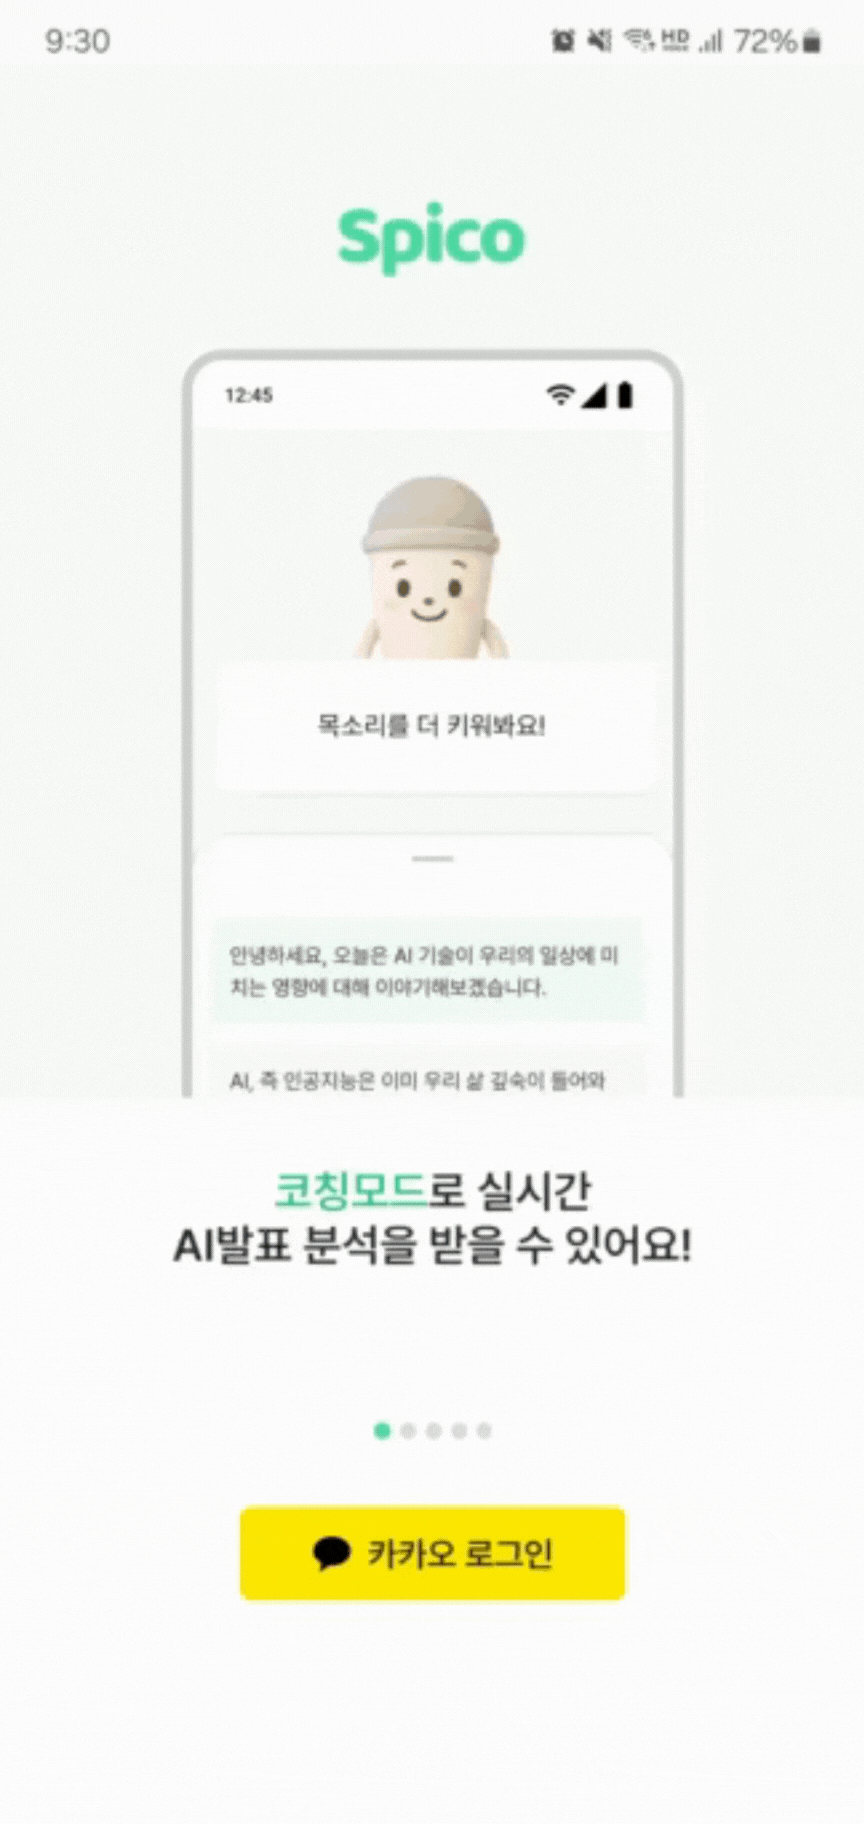 9:30
HD
72%
Spico
12:45
목소리를 더 키워봐요!
안녕하세요, 오늘은 AI 기술이 우리의 일상에 미
치는 영향에 대해 이야기해보겠습니다.
AI, 즉 인공지능은 이미 우리 삶 깊숙이 들어와
코칭모드로 실시간
AI발표 분석을 받을 수 있어요!
카카오 로그인